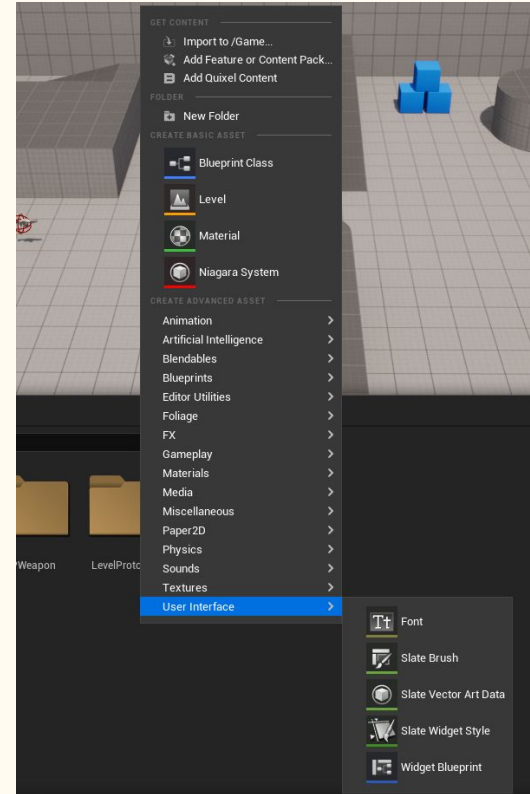 GET CONTENT
Import to /Game...
Add Feature or Content Pack...
Add Quixel Content
FOLDER
New Folder
CREATE BASIC ASSET
Blueprint Class
Level
Material
Niagara System
CREATE ADVANCED ASSET
Animation
Artificial Intelligence
Blendables
Blueprints
Editor Utilities
Foliage
FX
Gameplay
Materials
Media
Miscellaneous
Paper2D
Physics
Sounds
Textures
User Interface
PWeapon
LevelProto
Tt Font
Slate Brush
Slate Vector Art Data
Slate Widget Style
Widget Blueprint